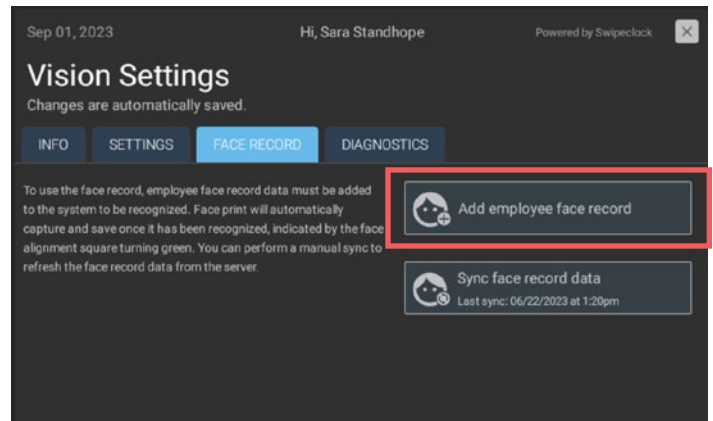 Sep 01, 2023 Hi, Sara Standhope Powered by Swipeclock
Vision Settings
Changes are automatically saved.
INFO SETTINGS FACE RECORD DIAGNOSTICS
To use the face record, employee face record data must be added
to the system to be recognized. Face print will automatically
capture and save once it has been recognized, indicated by the face
alignment square turning green. You can perform a manual sync to
refresh the face record data from the server.
Add employee face record
Sync face record data
Last sync: 06/22/2023 at 1:20pm